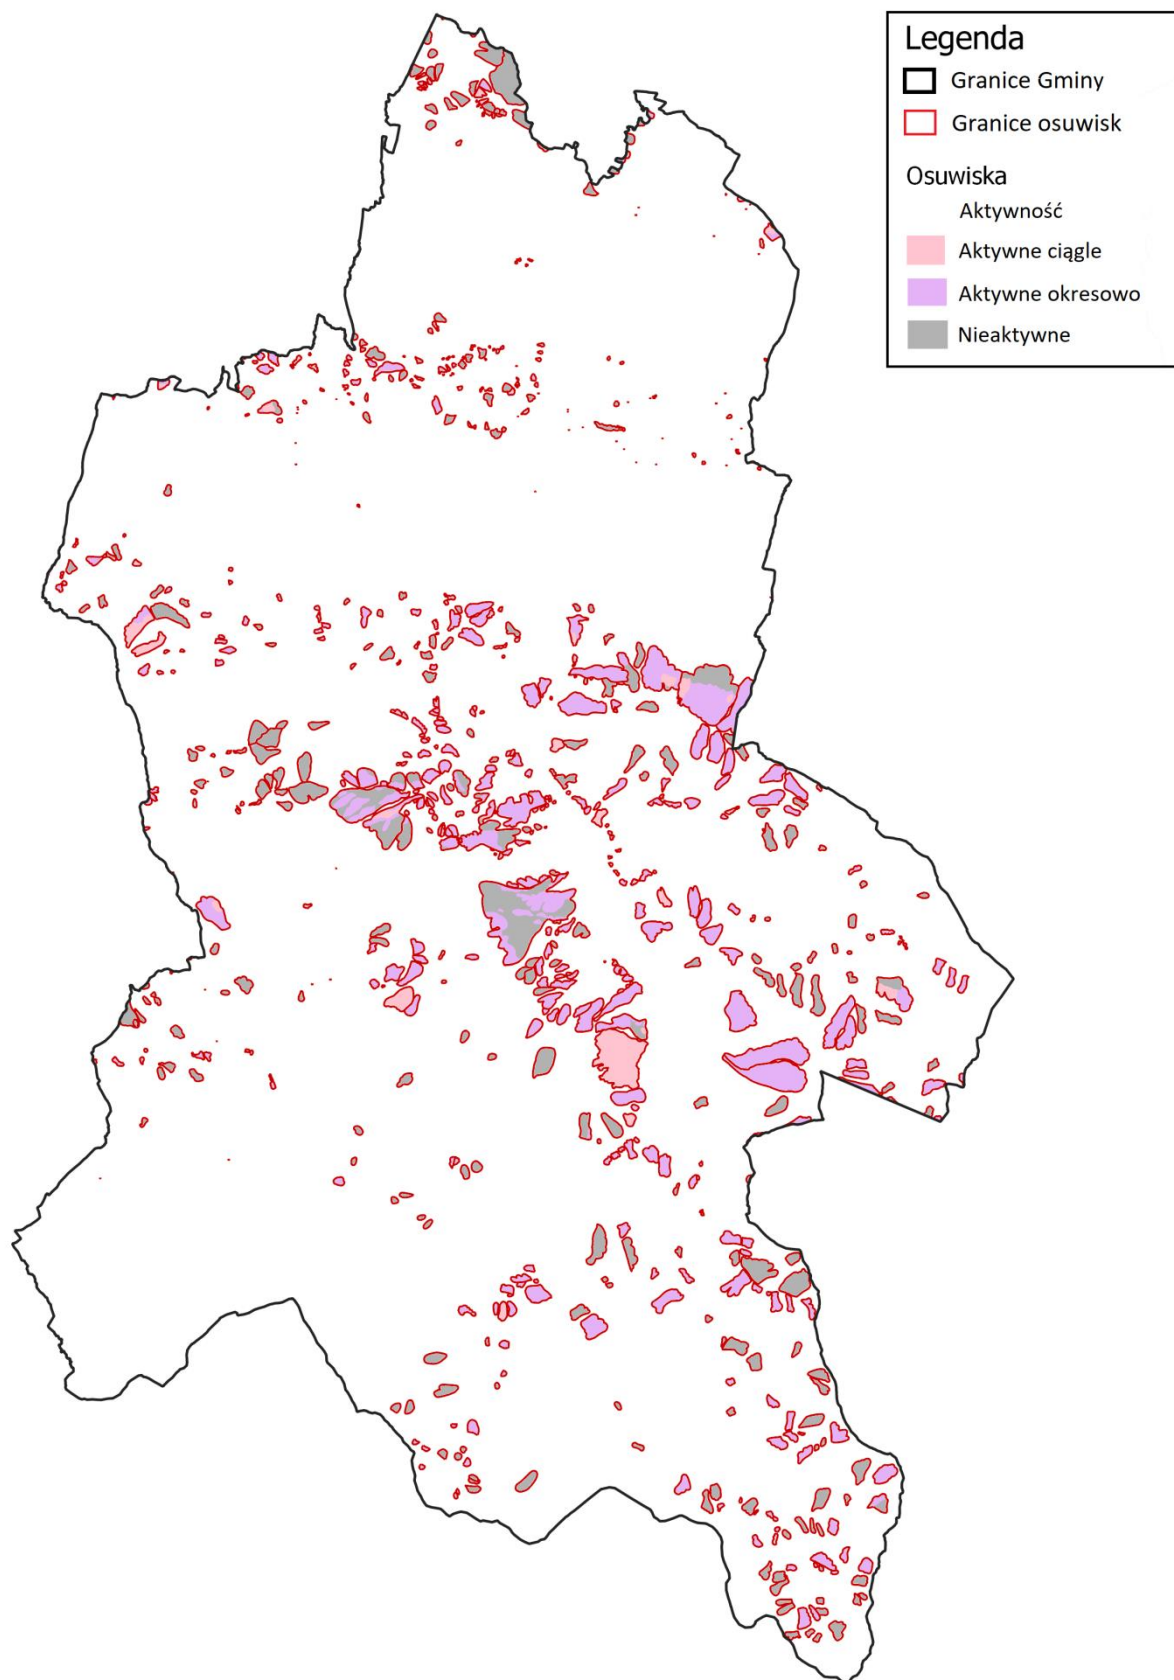 Legenda
Granice Gminy
Granice osuwisk
Osuwiska
Aktywność
Aktywne ciągle
Aktywne okresowo
Nieaktywne